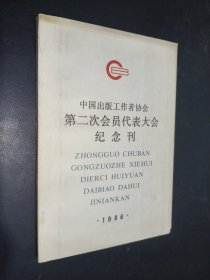 中国出版工作者协会
第二次会员代表大会
纪念刊
ZHONGGUO CHUBAN
GONGZUOZHE XIEHUI
DIERCI HUIYUAN
DAIBIAO DAHUI
JINIANKAN
·1986·